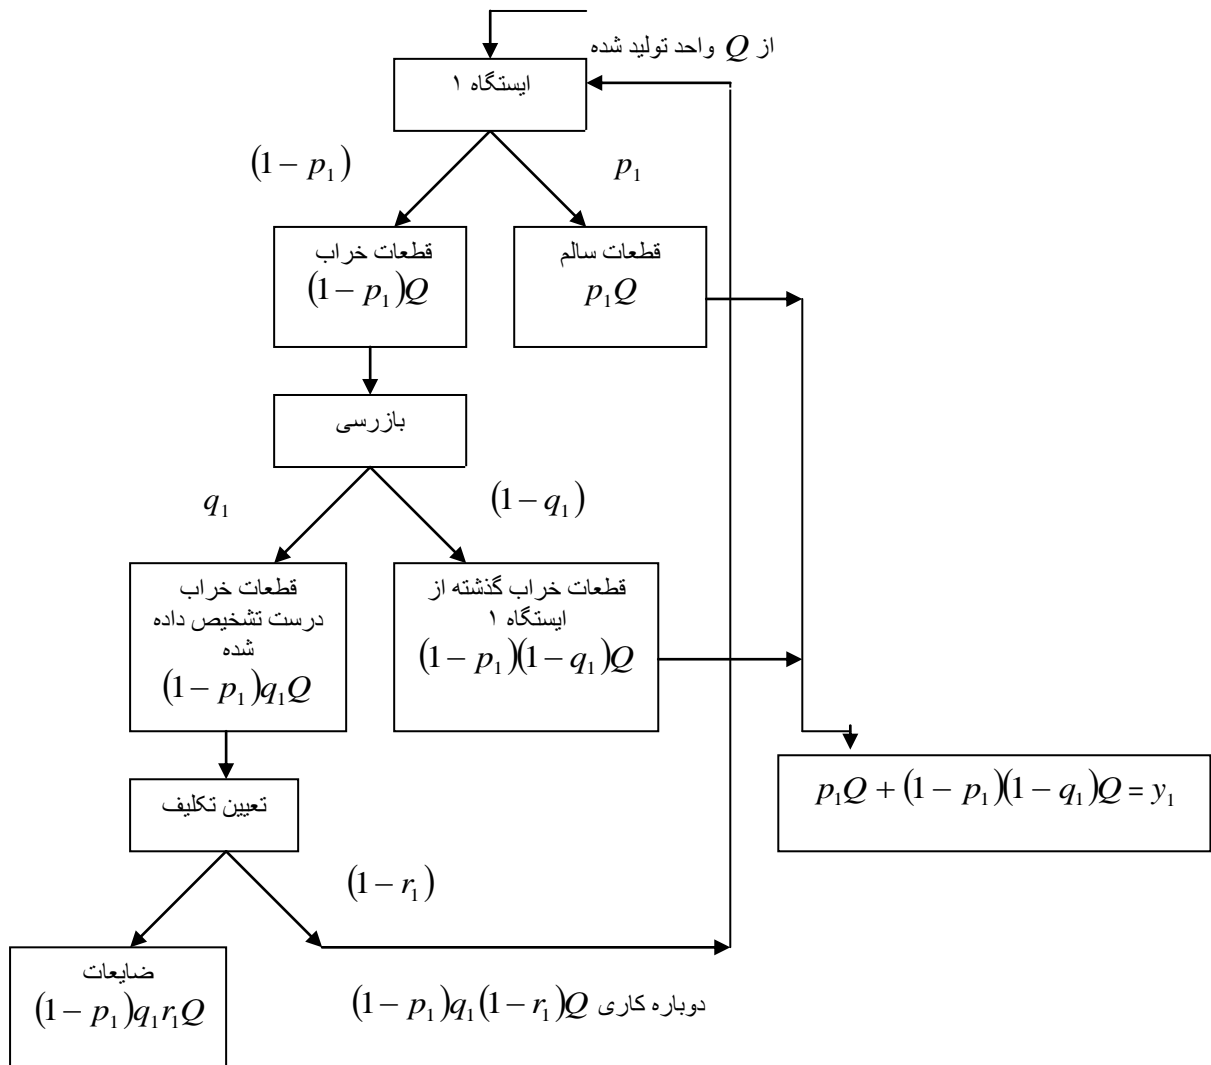 از Q واحد تولید شده
ایستگاه ۱
(1 − p₁)
p₁
قطعات خراب
(1 − p₁)Q
قطعات سالم
p₁Q
بازرسی
q₁
(1 − q₁)
قطعات خراب
درست تشخیص داده
شده
(1 − p₁)q₁Q
قطعات خراب گذشته از
ایستگاه ۱
(1 − p₁)(1 − q₁)Q
p₁Q + (1 − p₁)(1 − q₁)Q = y₁
تعیین تکلیف
(1 − r₁)
ضایعات
(1 − p₁)q₁r₁Q
دوباره کاری (1 − p₁)q₁(1 − r₁)Q